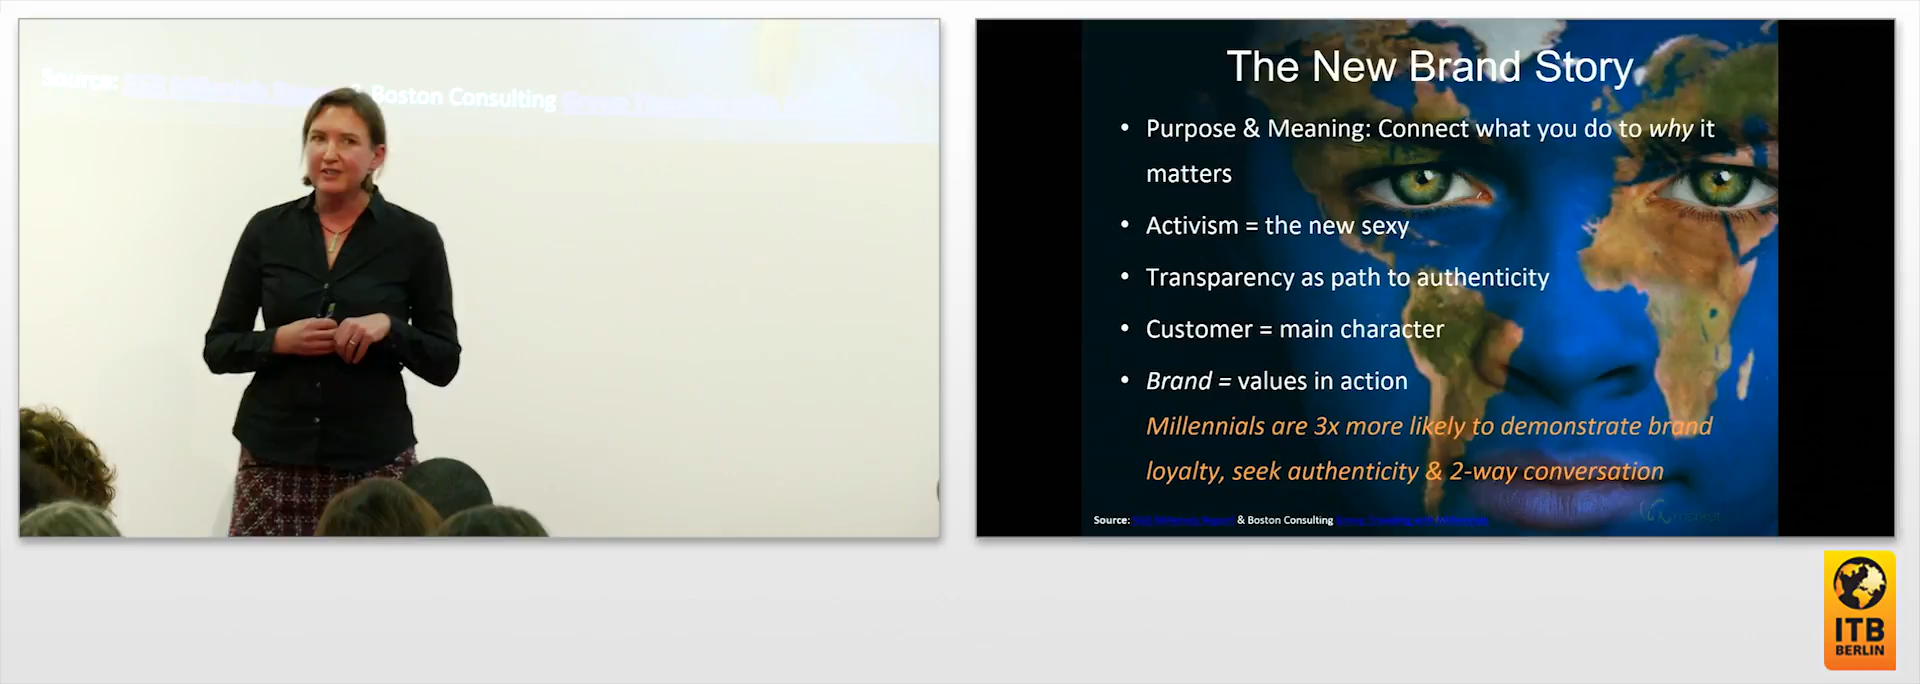 Source:
& Boston Consulting
The New Brand Story
• Purpose & Meaning: Connect what you do to why it
matters
• Activism = the new sexy
• Transparency as path to authenticity
• Customer = main character
• Brand = values in action
Millennials are 3x more likely to demonstrate brand
loyalty, seek authenticity & 2-way conversation
Source: & Boston Consulting
ITB
BERLIN